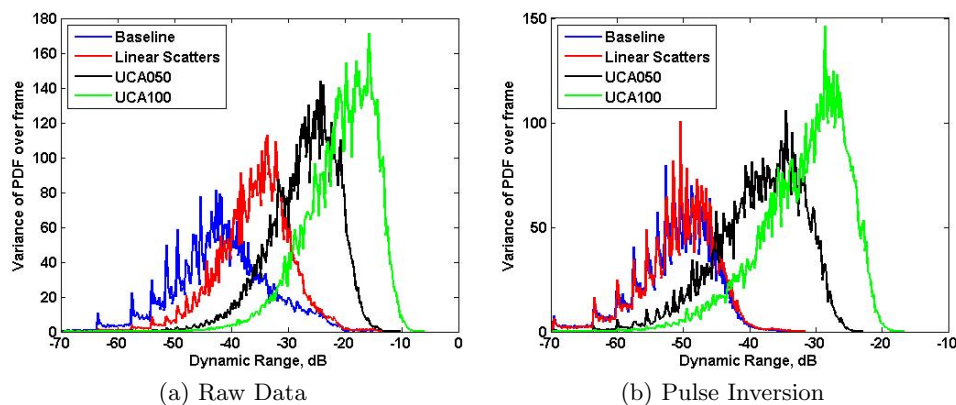 180
160
140
120
100
80
60
40
20
0
Variance of PDF over frame
Baseline
Linear Scatters
UCA050
UCA100
-70 -60 -50 -40 -30 -20 -10 0
Dynamic Range, dB
(a) Raw Data
150
100
50
0
Variance of PDF over frame
Baseline
Linear Scatters
UCA050
UCA100
-70 -60 -50 -40 -30 -20 -10
Dynamic Range, dB
(b) Pulse Inversion